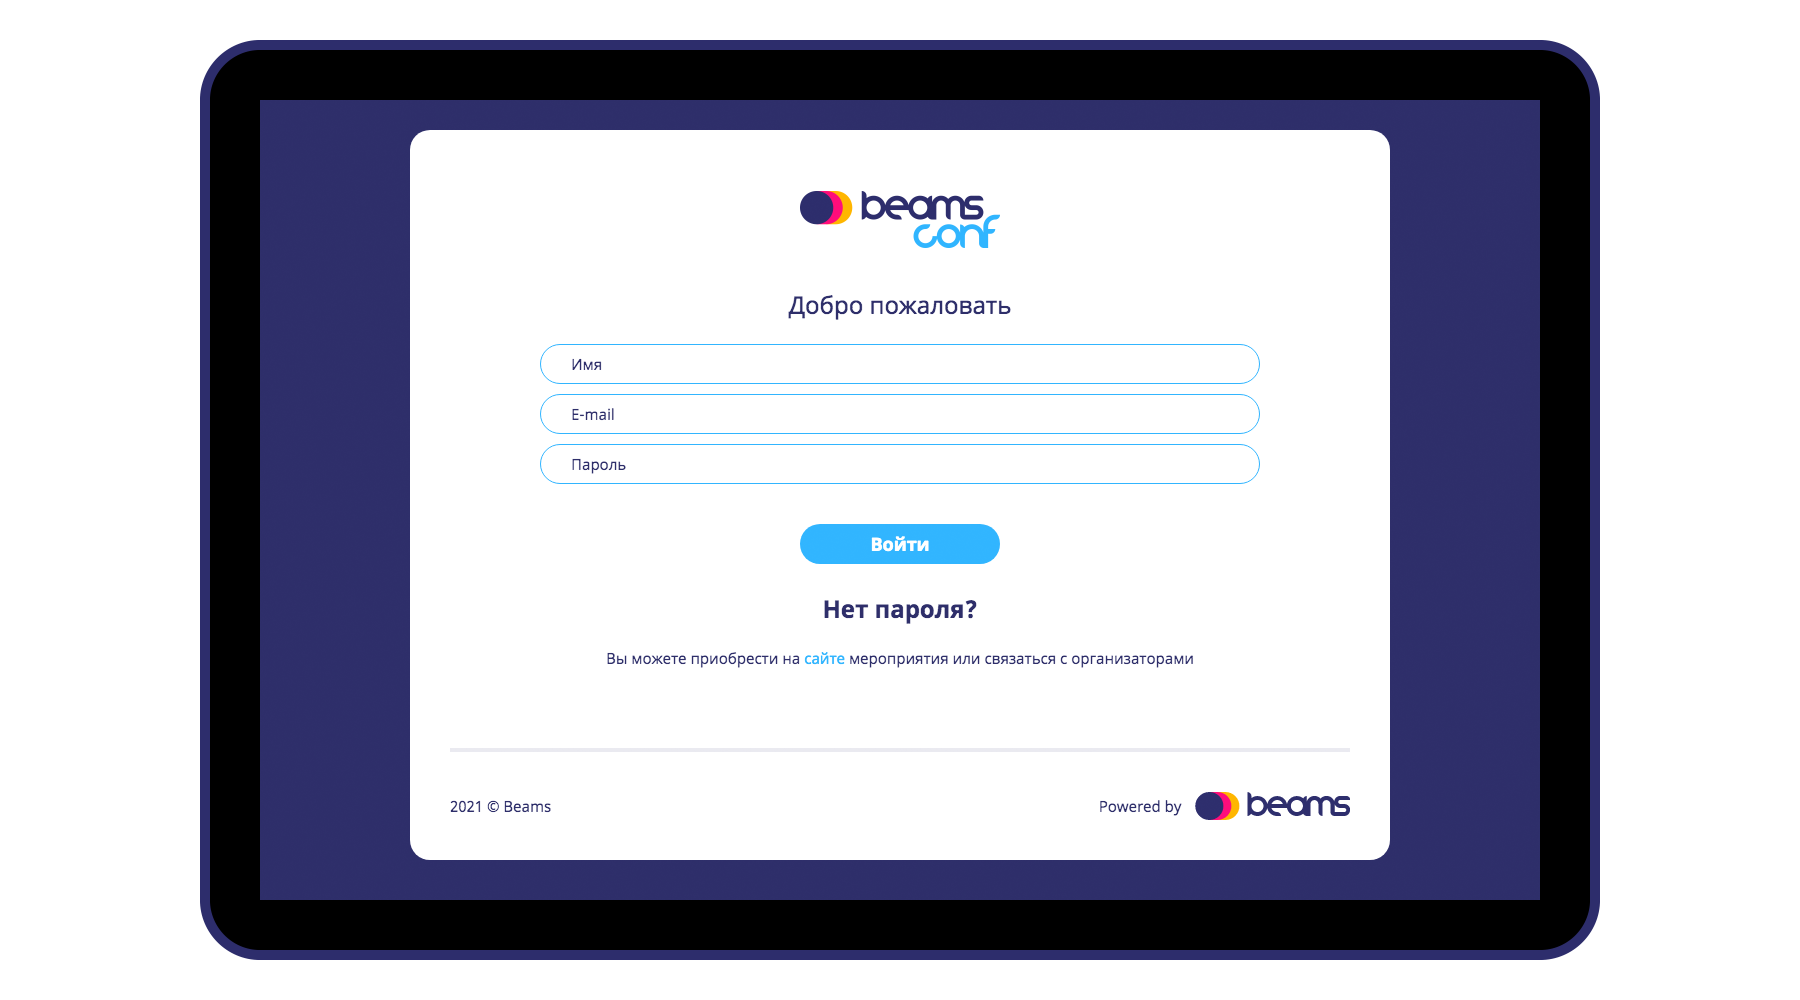 beams
conf
Добро пожаловать
Имя
E-mail
Пароль
Войти
Нет пароля?
Вы можете приобрести на сайте мероприятия или связаться с организаторами
2021 © Beams
Powered by beams